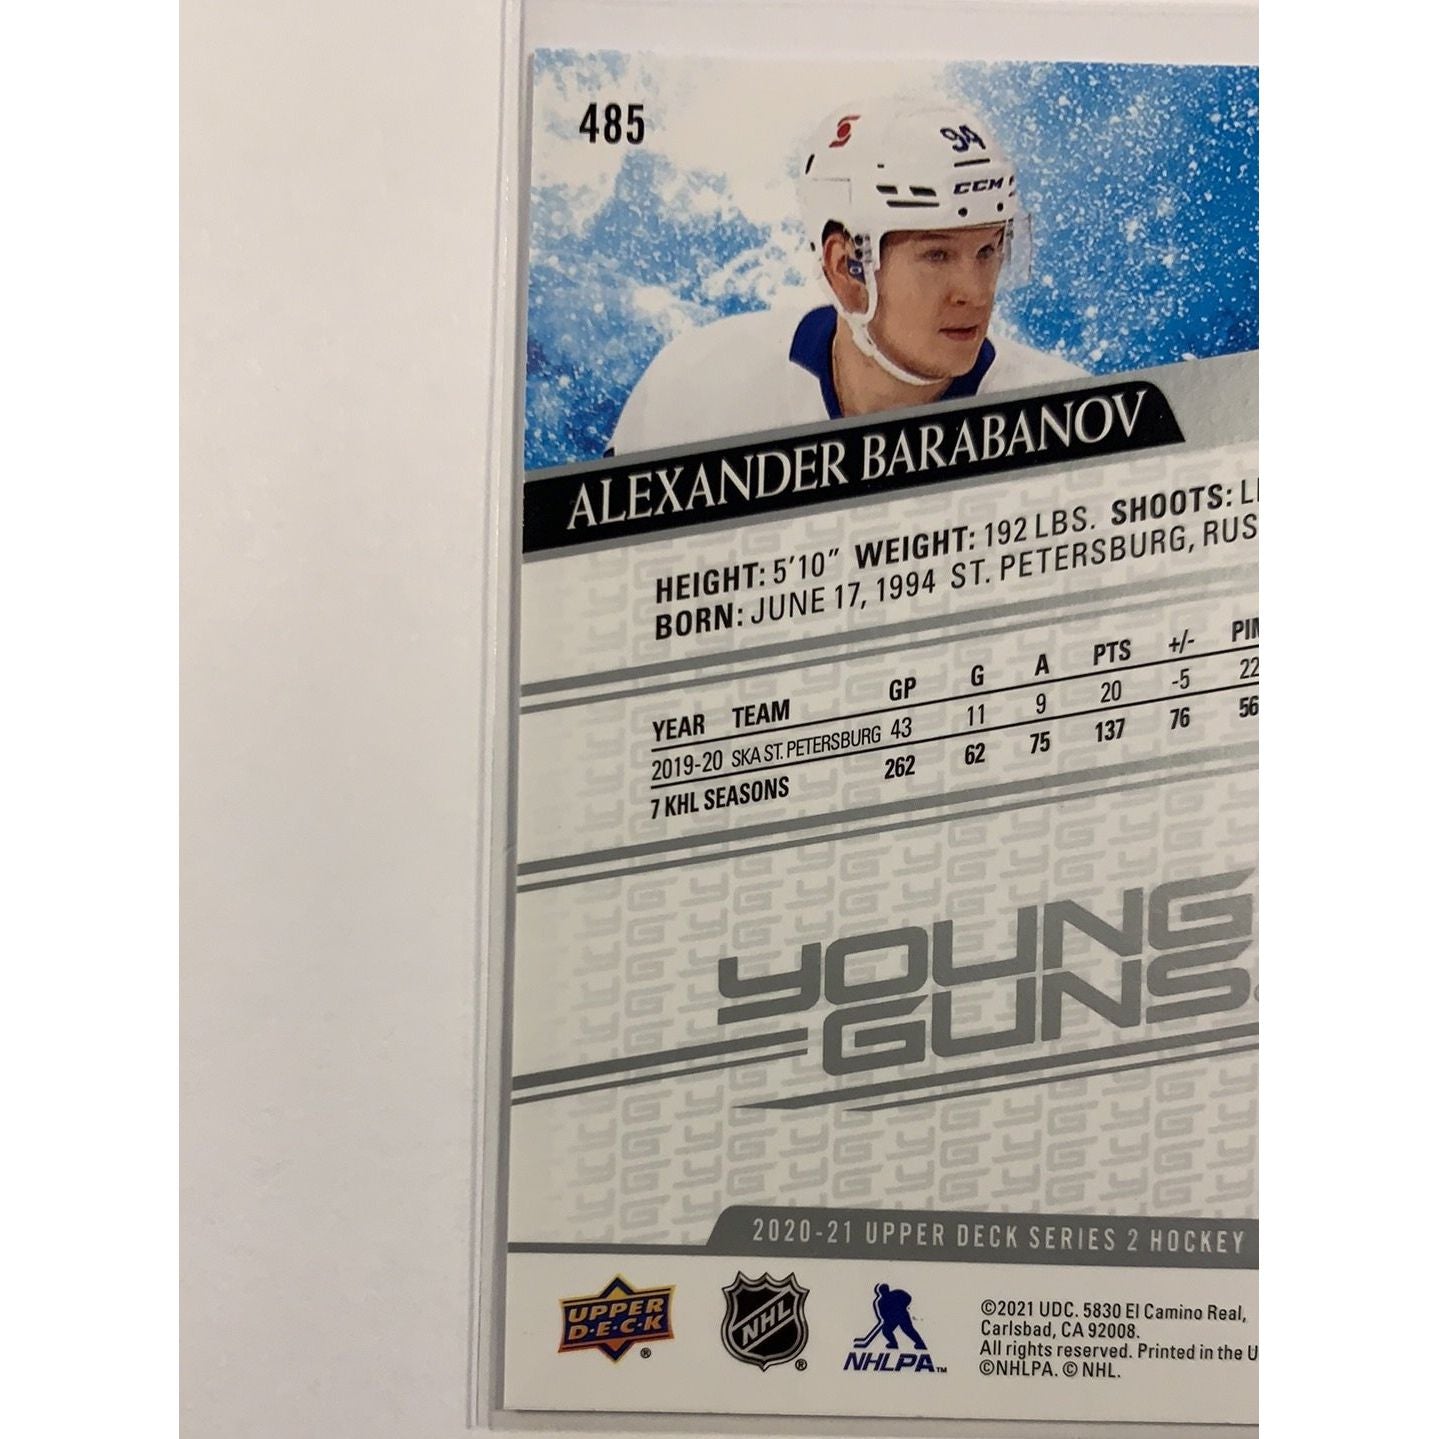 485
94
CCM
ALEXANDER BARABANOV
HEIGHT: 5'10" WEIGHT: 192 LBS. SHOOTS: L
BORN: JUNE 17, 1994 ST. PETERSBURG, RUS
YEAR TEAM GP G A PTS +/- PIM
2019-20 SKA ST. PETERSBURG 43 11 9 20 -5 22
7 KHL SEASONS 262 62 75 137 76 56
YOUNG
GUNS
2020-21 UPPER DECK SERIES 2 HOCKEY
UPPER
D·E·C·K ®
NHL ®
NHLPA™
©2021 UDC. 5830 El Camino Real,
Carlsbad, CA 92008.
All rights reserved. Printed in the U
©NHLPA. © NHL.